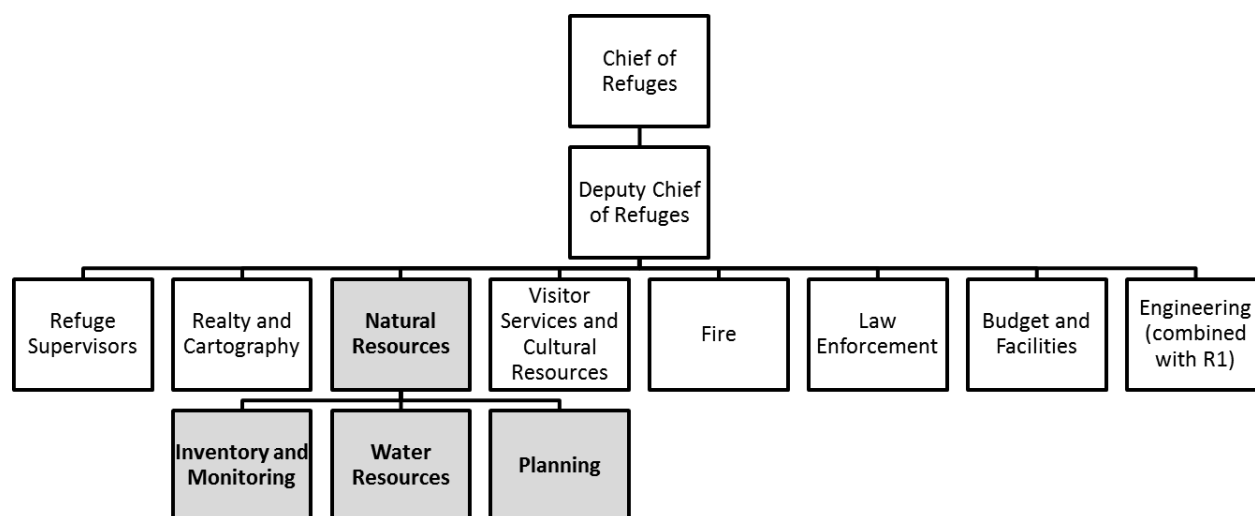 Chief of
Refuges
Deputy Chief
of Refuges
Refuge
Supervisors
Realty and
Cartography
Natural
Resources
Visitor
Services and
Cultural
Resources
Fire
Law
Enforcement
Budget and
Facilities
Engineering
(combined
with R1)
Inventory and
Monitoring
Water
Resources
Planning